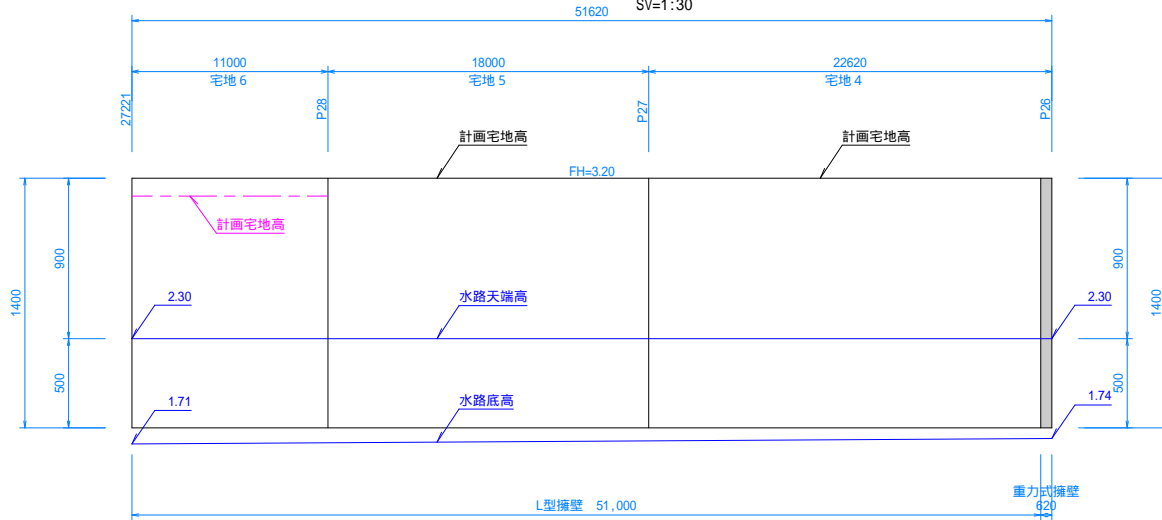 SV=1:30
51620
11000
18000
22620
宅地 6
宅地 5
宅地 4
27221
P28
P27
P26
計画宅地高
計画宅地高
FH=3.20
計画宅地高
900
1400
500
2.30
水路天端高
2.30
900
1400
500
1.71
水路底高
1.74
重力式擁壁
L型擁壁 51,000
620